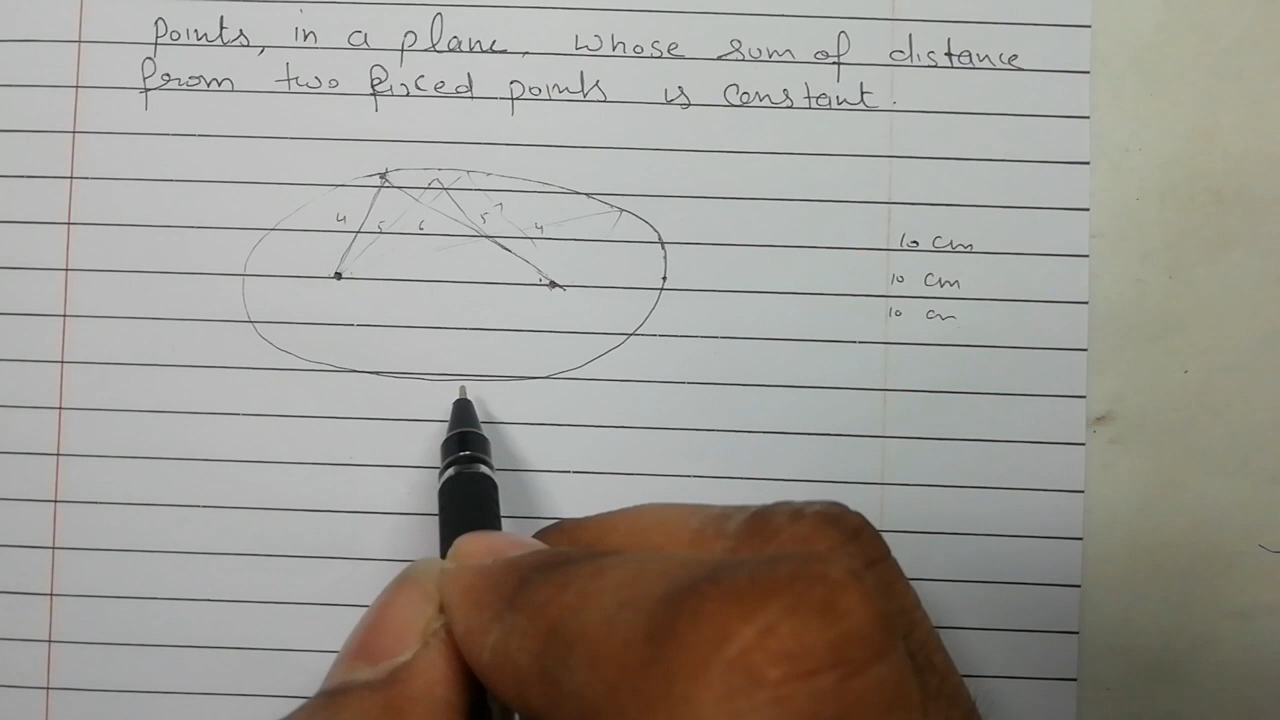 points, in a plane, whose sum of distance
from two fixed points is constant.
4 5 6 5 7 4
10 cm
10 cm
10 cm